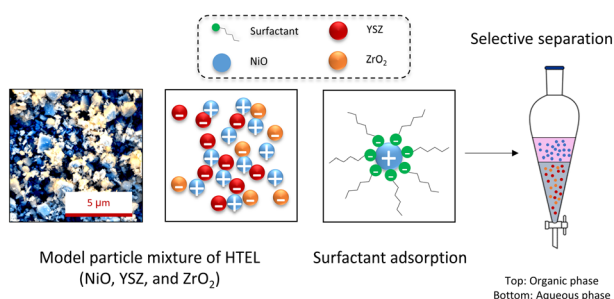 Surfactant
YSZ
NiO
ZrO₂
Selective separation
5 µm
Model particle mixture of HTEL
(NiO, YSZ, and ZrO₂)
Surfactant adsorption
Top: Organic phase
Bottom: Aqueous phase